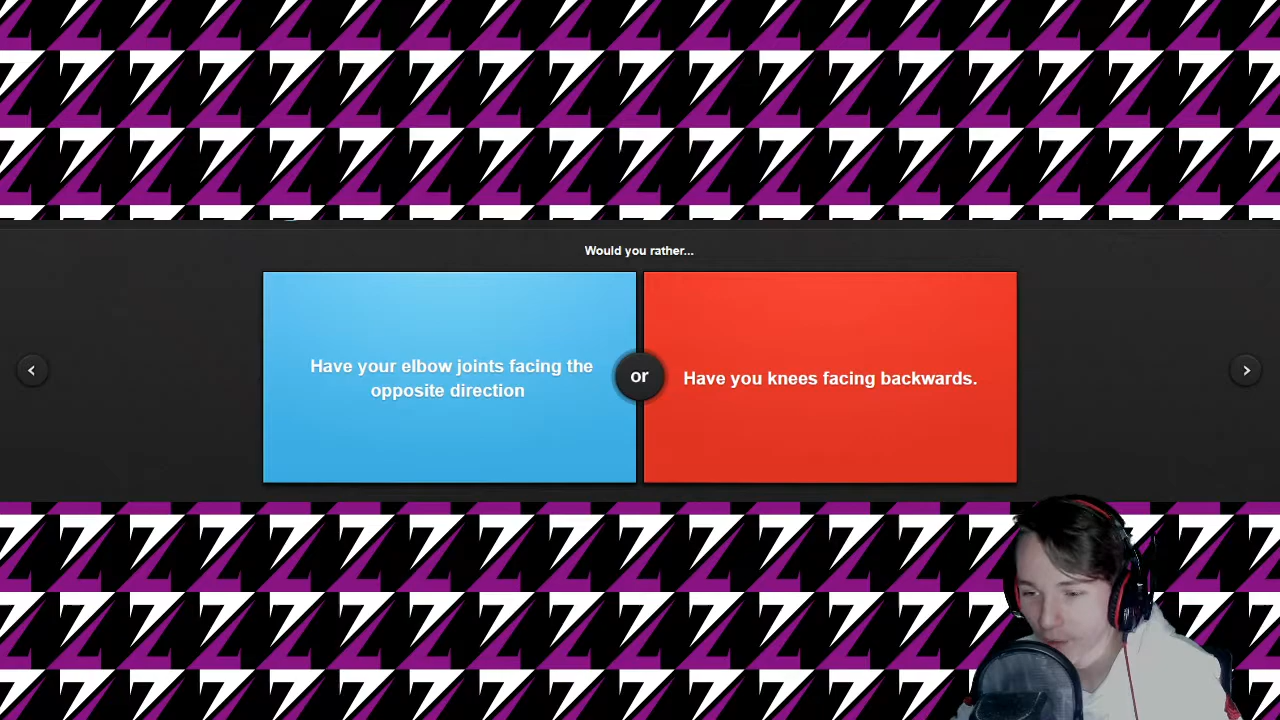 Would you rather...
Have your elbow joints facing the
opposite direction
or
Have you knees facing backwards.